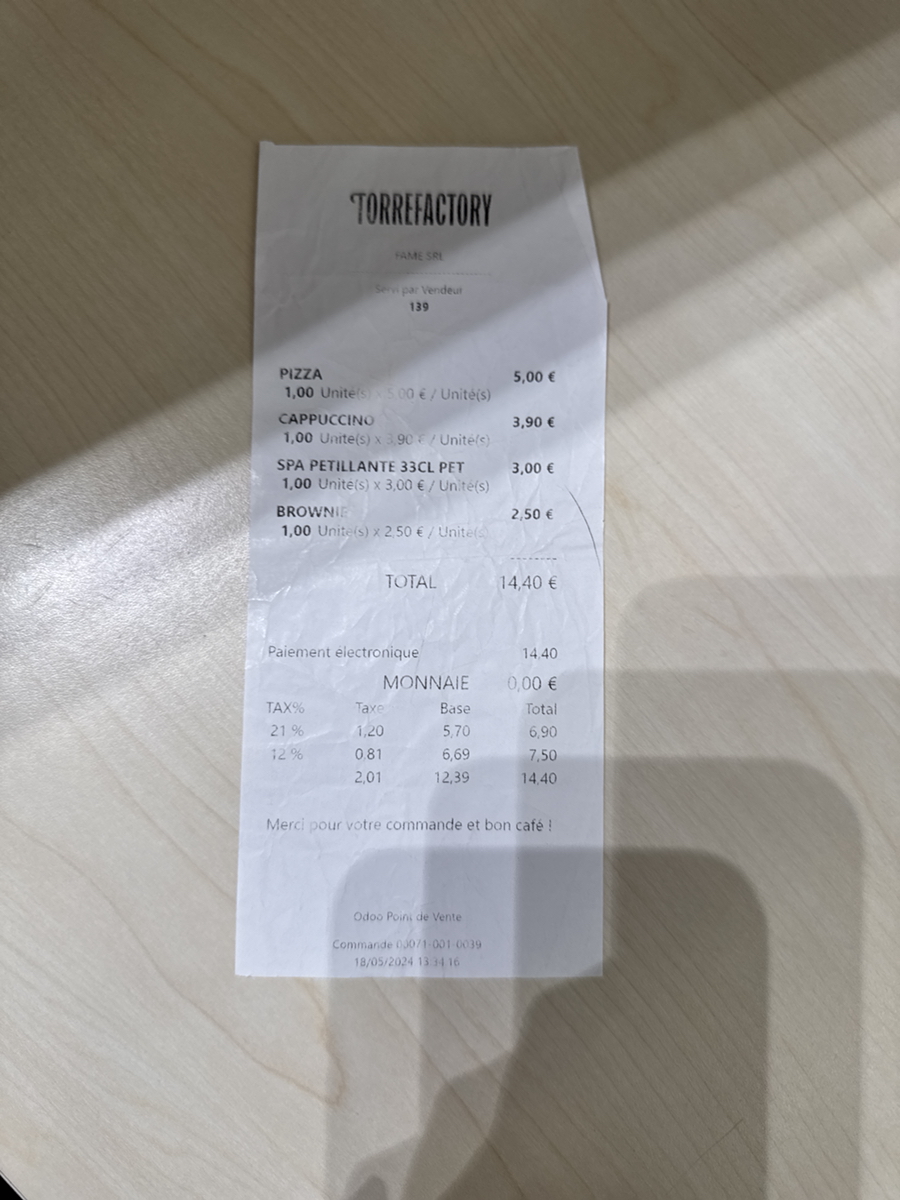 TORREFACTORY
FAME SRL
Servi par Vendeur
139
PIZZA 5,00 €
1,00 Unité(s) x 5,00 € / Unité(s)
CAPPUCCINO 3,90 €
1,00 Unité(s) x 3,90 € / Unité(s)
SPA PETILLANTE 33CL PET 3,00 €
1,00 Unité(s) x 3,00 € / Unité(s)
BROWNIE 2,50 €
1,00 Unité(s) x 2,50 € / Unité(s)
--------
TOTAL 14,40 €
Paiement électronique 14,40
MONNAIE 0,00 €
TAX% Taxe Base Total
21 % 1,20 5,70 6,90
12 % 0,81 6,69 7,50
2,01 12,39 14,40
Merci pour votre commande et bon café !
Odoo Point de Vente
Commande 00071-001-0039
18/05/2024 13:34:16